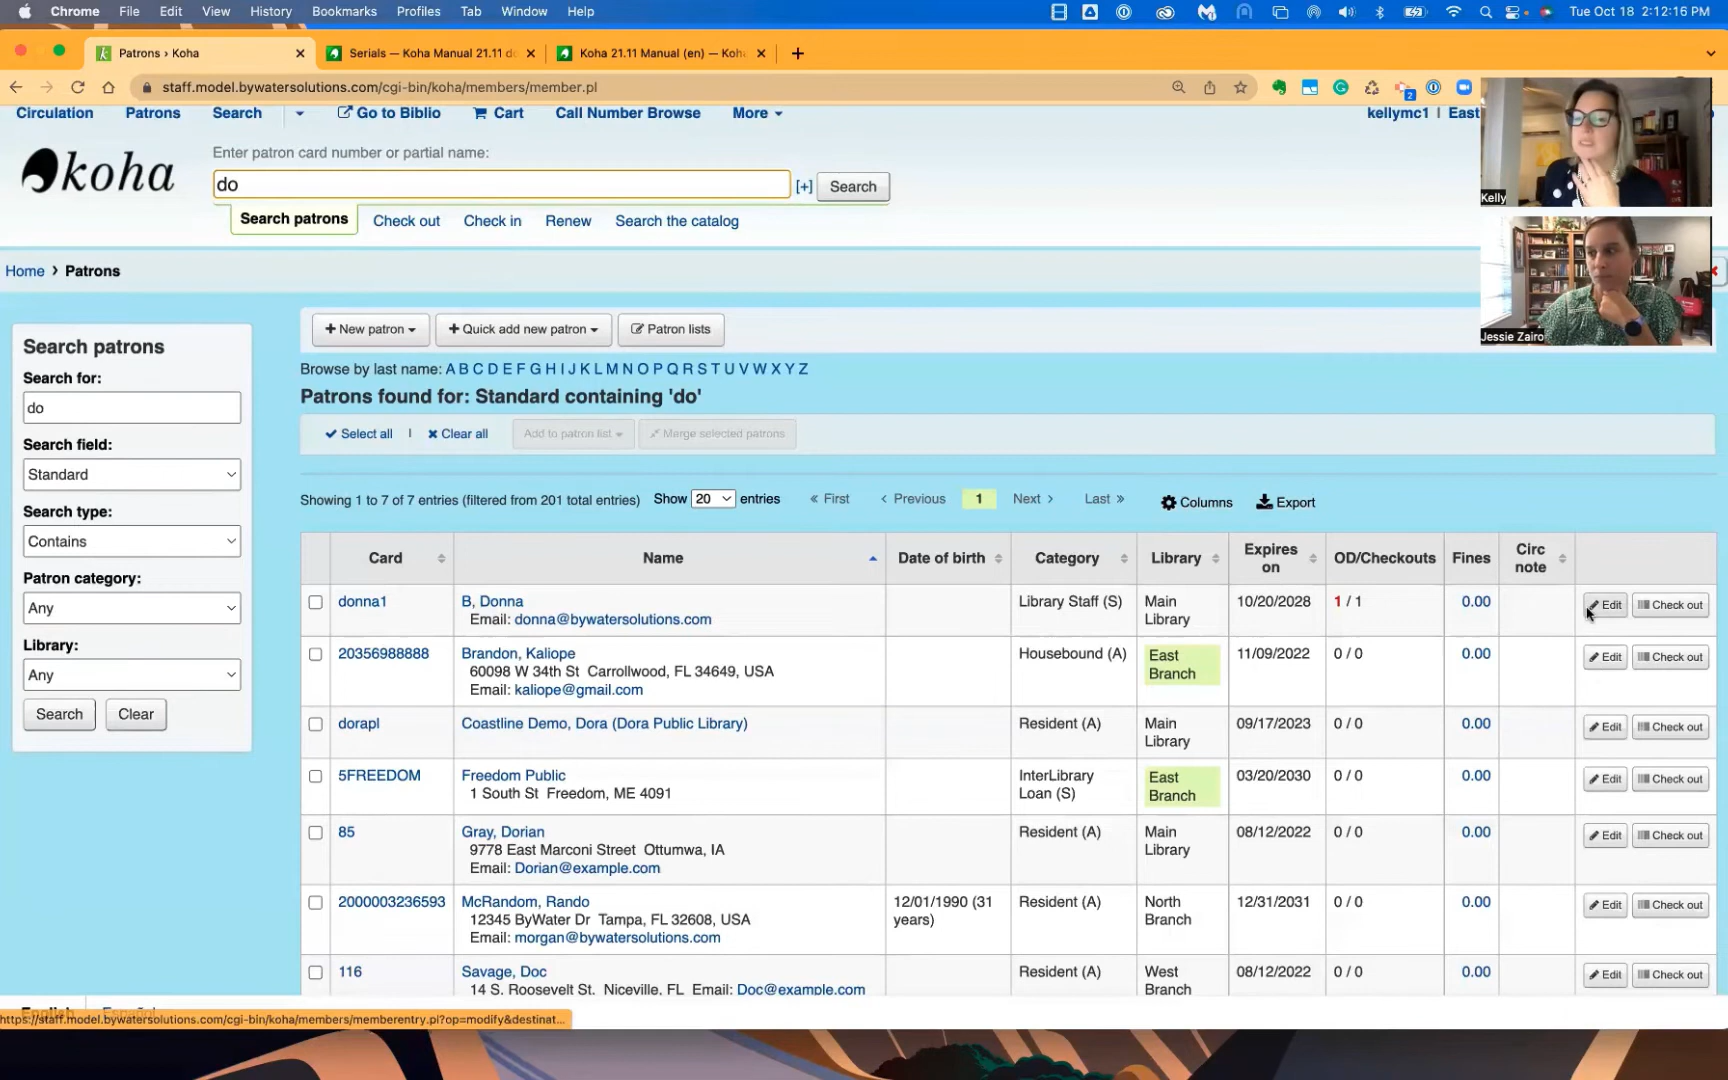 Chrome File Edit View History Bookmarks Profiles Tab Window Help Tue Oct 18 2:12:16 PM
Patrons › Koha Serials — Koha Manual 21.11 do Koha 21.11 Manual (en) — Koha
staff.model.bywatersolutions.com/cgi-bin/koha/members/member.pl 2
Circulation Patrons Search Go to Biblio Cart Call Number Browse More kellymc1 | East
koha
Enter patron card number or partial name:
do [+] Search
Search patrons Check out Check in Renew Search the catalog
Kelly
Jessie Zairo
Home › Patrons
Search patrons
Search for:
do
Search field:
Standard
Search type:
Contains
Patron category:
Any
Library:
Any
Search Clear
+ New patron + Quick add new patron Patron lists
Browse by last name: A B C D E F G H I J K L M N O P Q R S T U V W X Y Z
Patrons found for: Standard containing 'do'
Select all | Clear all Add to patron list Merge selected patrons
Showing 1 to 7 of 7 entries (filtered from 201 total entries) Show 20 entries « First ‹ Previous 1 Next › Last » Columns Export
Card Name Date of birth Category Library Expires on OD/Checkouts Fines Circ note
donna1 B, Donna Library Staff (S) Main Library 10/20/2028 1 / 1 0.00 Edit Check out
Email: donna@bywatersolutions.com
20356988888 Brandon, Kaliope Housebound (A) East Branch 11/09/2022 0 / 0 0.00 Edit Check out
60098 W 34th St Carrollwood, FL 34649, USA
Email: kaliope@gmail.com
dorapl Coastline Demo, Dora (Dora Public Library) Resident (A) Main Library 09/17/2023 0 / 0 0.00 Edit Check out
5FREEDOM Freedom Public InterLibrary Loan (S) East Branch 03/20/2030 0 / 0 0.00 Edit Check out
1 South St Freedom, ME 4091
85 Gray, Dorian Resident (A) Main Library 08/12/2022 0 / 0 0.00 Edit Check out
9778 East Marconi Street Ottumwa, IA
Email: Dorian@example.com
2000003236593 McRandom, Rando 12/01/1990 (31 years) Resident (A) North Branch 12/31/2031 0 / 0 0.00 Edit Check out
12345 ByWater Dr Tampa, FL 32608, USA
Email: morgan@bywatersolutions.com
116 Savage, Doc Resident (A) West Branch 08/12/2022 0 / 0 0.00 Edit Check out
14 S. Roosevelt St. Niceville, FL Email: Doc@example.com
English Español
https://staff.model.bywatersolutions.com/cgi-bin/koha/members/memberentry.pl?op=modify&destinat...